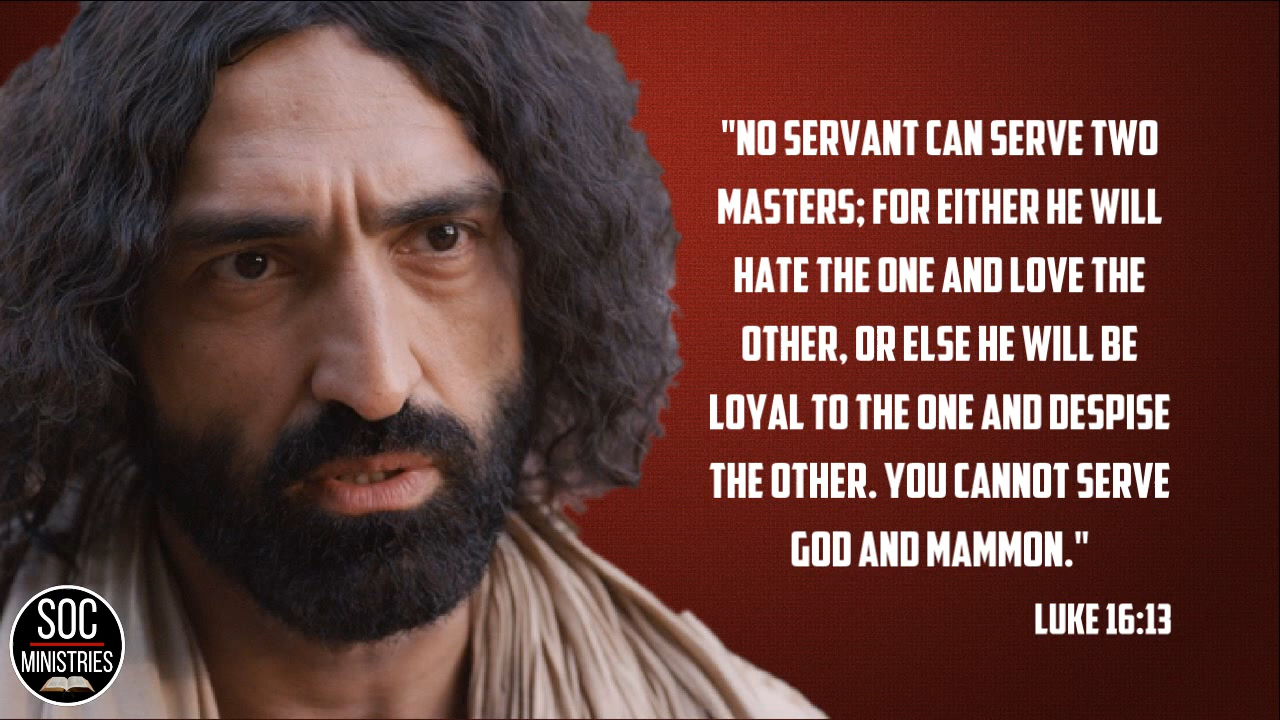 "NO SERVANT CAN SERVE TWO
MASTERS; FOR EITHER HE WILL
HATE THE ONE AND LOVE THE
OTHER, OR ELSE HE WILL BE
LOYAL TO THE ONE AND DESPISE
THE OTHER. YOU CANNOT SERVE
GOD AND MAMMON."
LUKE 16:13
SOC
MINISTRIES